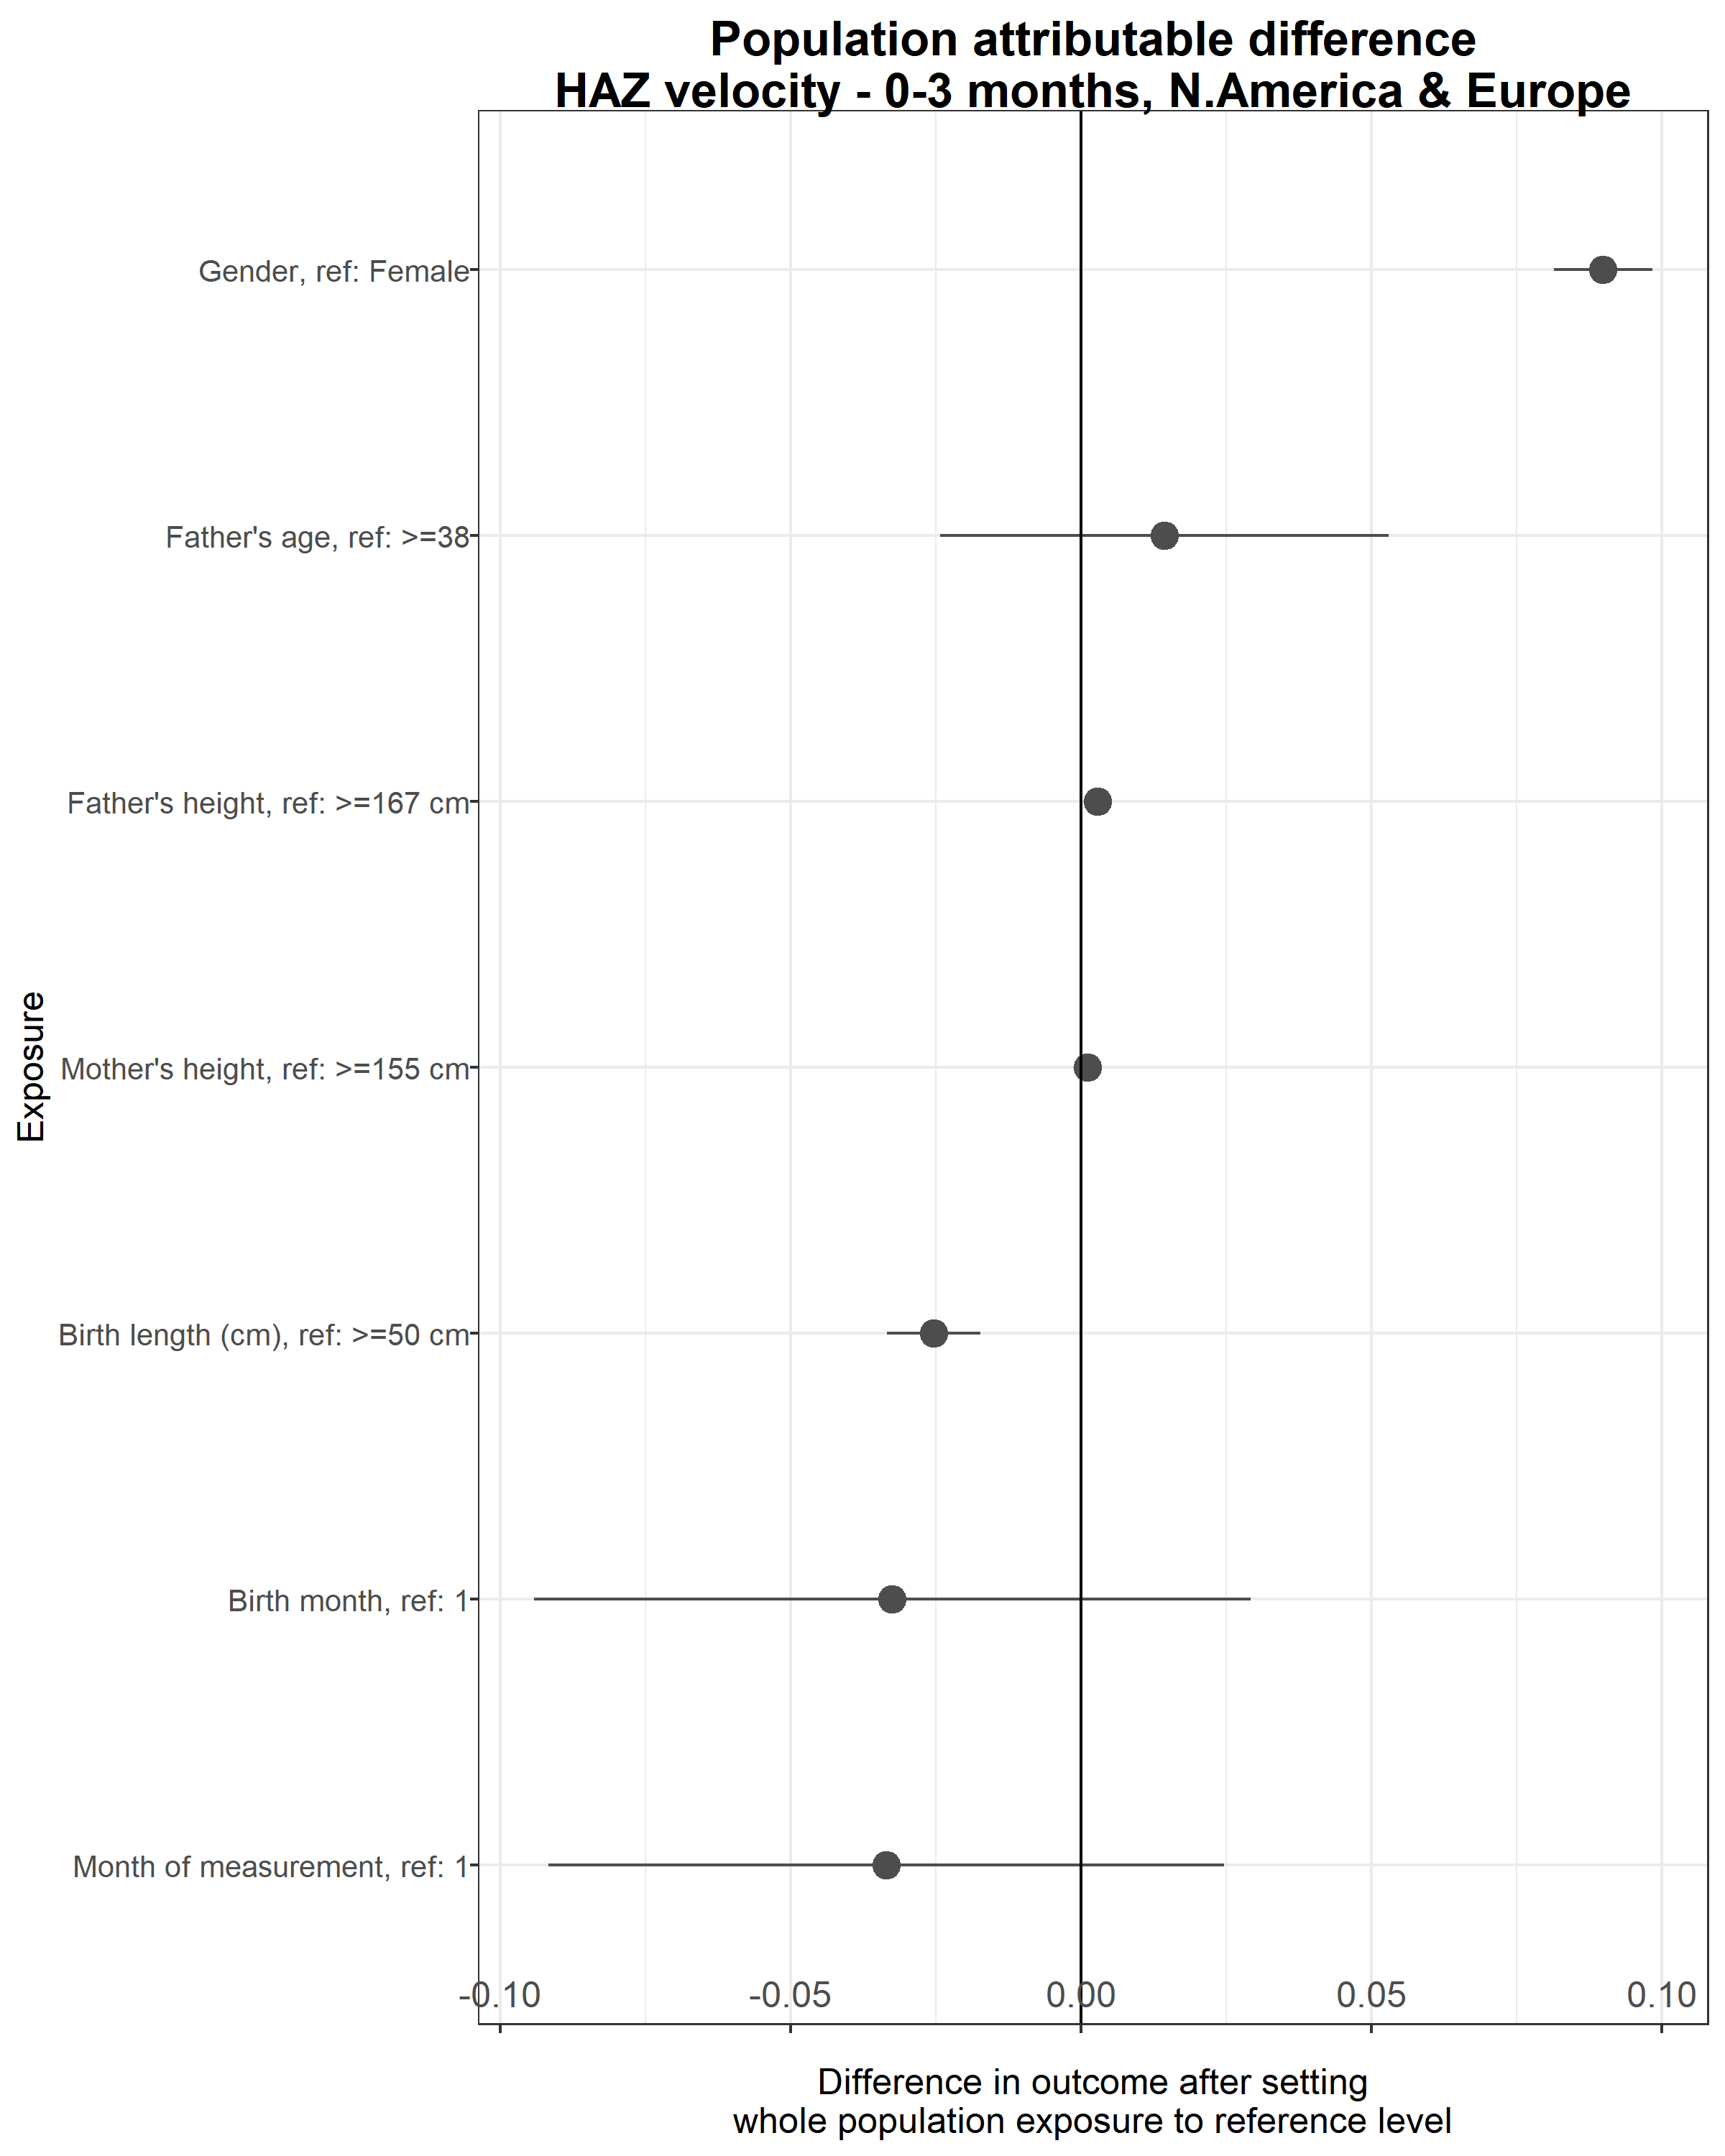 Population attributable difference
HAZ velocity - 0-3 months, N.America & Europe
Exposure
Gender, ref: Female
Father's age, ref: >=38
Father's height, ref: >=167 cm
Mother's height, ref: >=155 cm
Birth length (cm), ref: >=50 cm
Birth month, ref: 1
Month of measurement, ref: 1
-0.10 -0.05 0.00 0.05 0.10
Difference in outcome after setting
whole population exposure to reference level